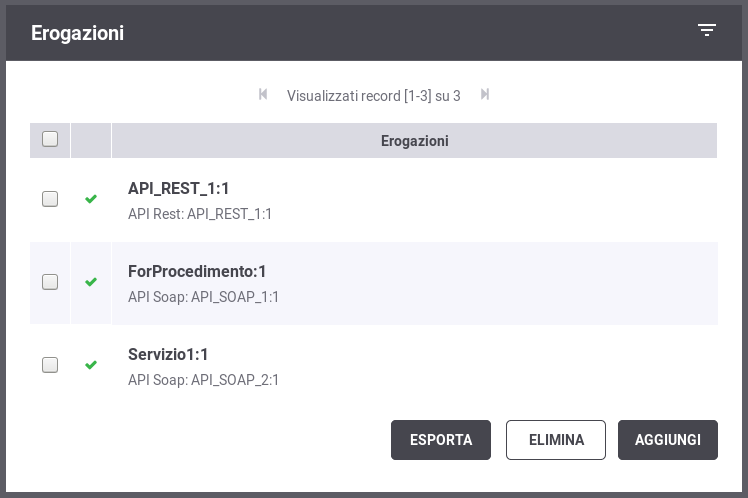 Erogazioni
Visualizzati record [1-3] su 3
Erogazioni
API_REST_1:1
API Rest: API_REST_1:1
ForProcedimento:1
API Soap: API_SOAP_1:1
Servizio1:1
API Soap: API_SOAP_2:1
ESPORTA ELIMINA AGGIUNGI